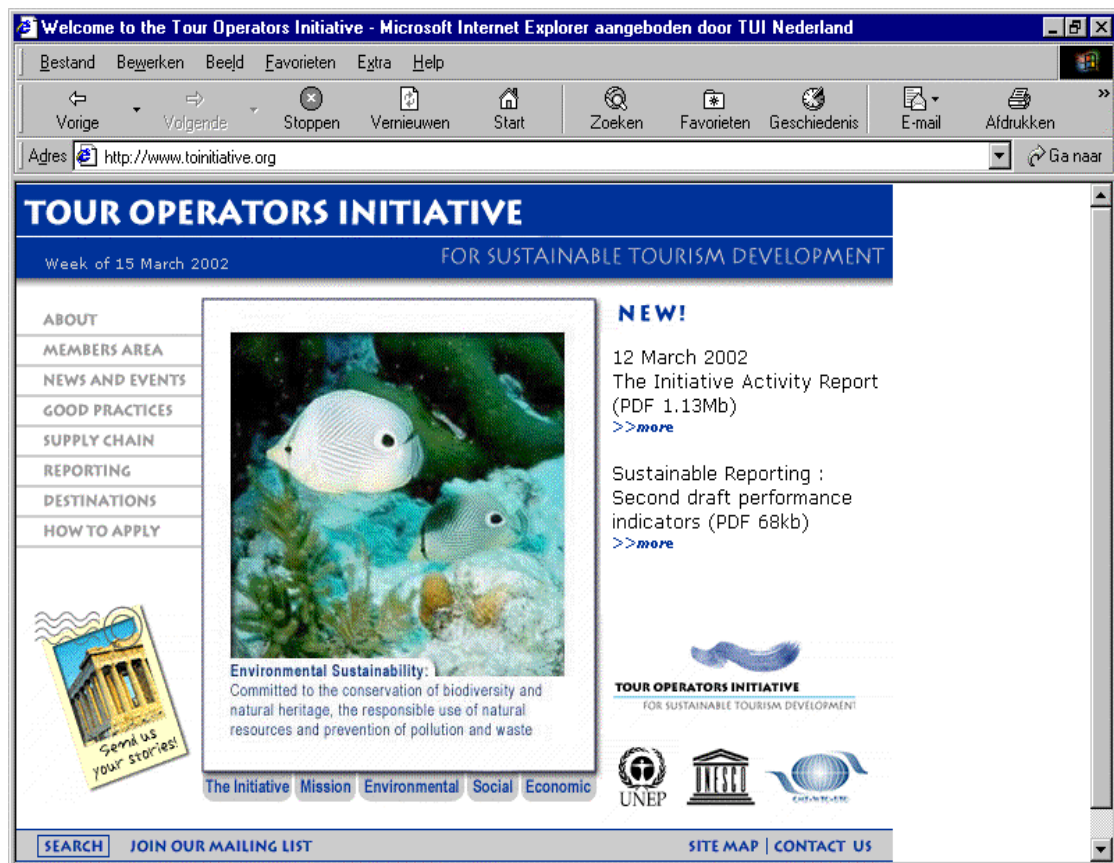 Welcome to the Tour Operators Initiative - Microsoft Internet Explorer aangeboden door TUI Nederland
Bestand Bewerken Beeld Favorieten Extra Help
Vorige Volgende Stoppen Vernieuwen Start Zoeken Favorieten Geschiedenis E-mail Afdrukken »
Adres http://www.toinitiative.org Ga naar
TOUR OPERATORS INITIATIVE
FOR SUSTAINABLE TOURISM DEVELOPMENT
Week of 15 March 2002
ABOUT
MEMBERS AREA
NEWS AND EVENTS
GOOD PRACTICES
SUPPLY CHAIN
REPORTING
DESTINATIONS
HOW TO APPLY
Send us
your stories!
Environmental Sustainability:
Committed to the conservation of biodiversity and
natural heritage, the responsible use of natural
resources and prevention of pollution and waste
The Initiative Mission Environmental Social Economic
NEW!
12 March 2002
The Initiative Activity Report
(PDF 1.13Mb)
>>more
Sustainable Reporting :
Second draft performance
indicators (PDF 68kb)
>>more
TOUR OPERATORS INITIATIVE
FOR SUSTAINABLE TOURISM DEVELOPMENT
UNEP
UNESCO
OMT-WTO-BTO
SEARCH JOIN OUR MAILING LIST SITE MAP | CONTACT US